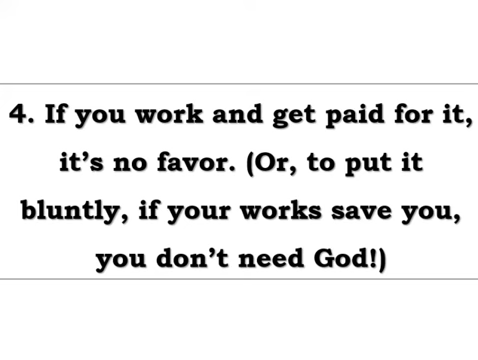 4. If you work and get paid for it,
it's no favor. (Or, to put it
bluntly, if your works save you,
you don't need God!)